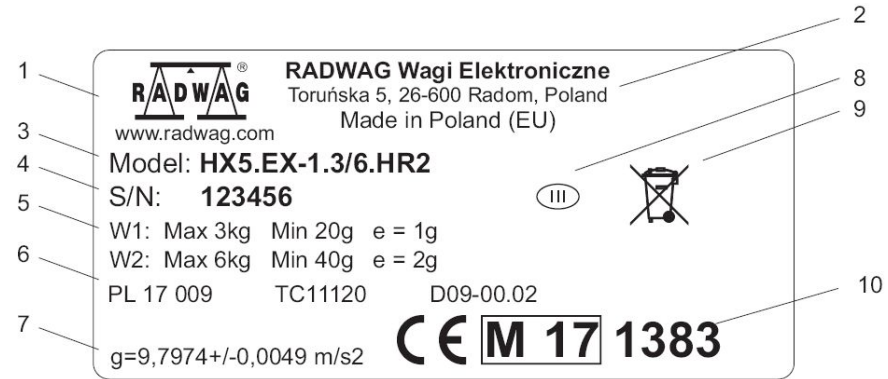 2
1
RADWAG®
RADWAG Wagi Elektroniczne
Toruńska 5, 26-600 Radom, Poland
8
www.radwag.com
Made in Poland (EU)
9
3
Model: HX5.EX-1.3/6.HR2
4
S/N: 123456
III
5
W1: Max 3kg Min 20g e = 1g
W2: Max 6kg Min 40g e = 2g
6
PL 17 009 TC11120 D09-00.02
10
7
g=9,7974+/-0,0049 m/s2
CE M 17 1383